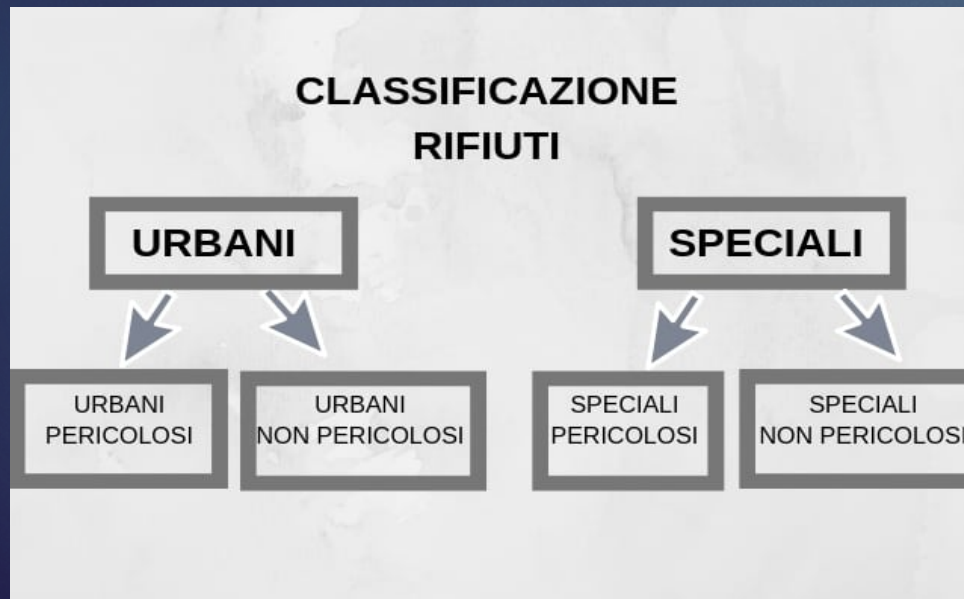 CLASSIFICAZIONE
RIFIUTI
URBANI
SPECIALI
URBANI
PERICOLOSI
URBANI
NON PERICOLOSI
SPECIALI
PERICOLOSI
SPECIALI
NON PERICOLOSI